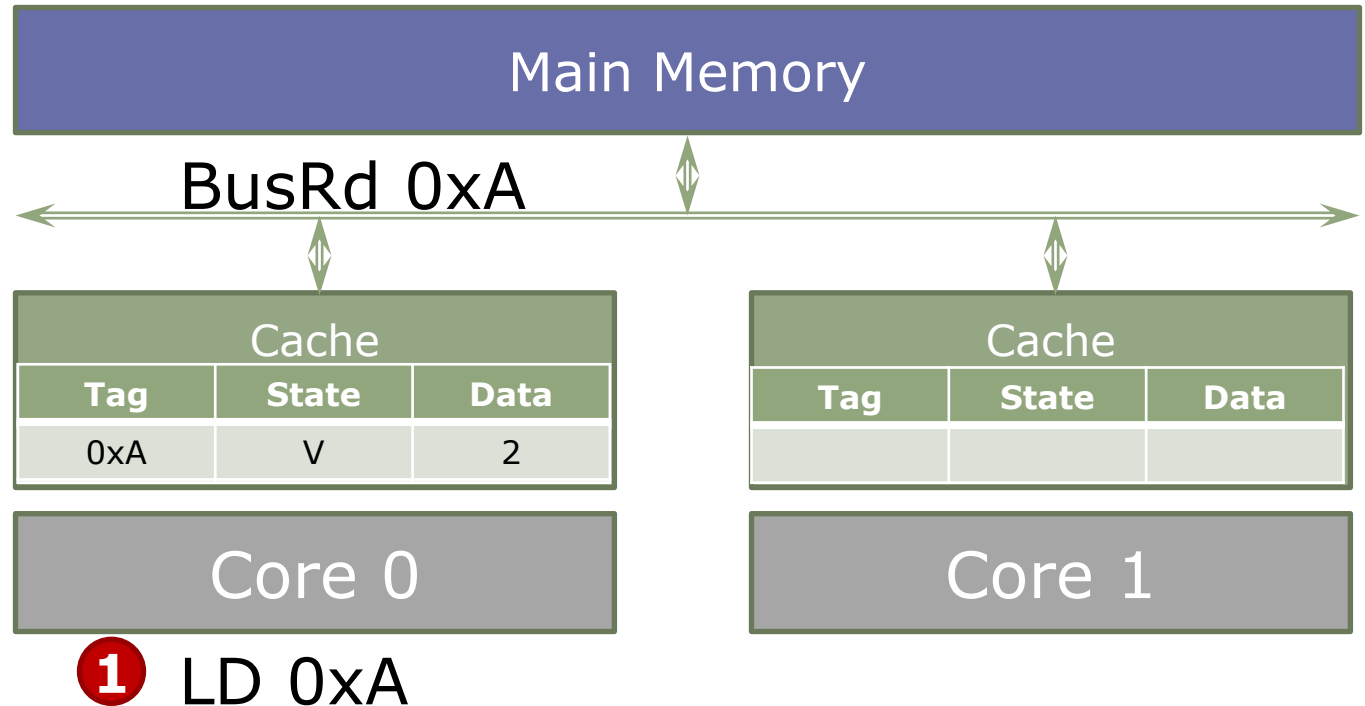 Main Memory
BusRd 0xA
Cache
Tag State Data
0xA V 2
Cache
Tag State Data
Core 0
Core 1
1 LD 0xA